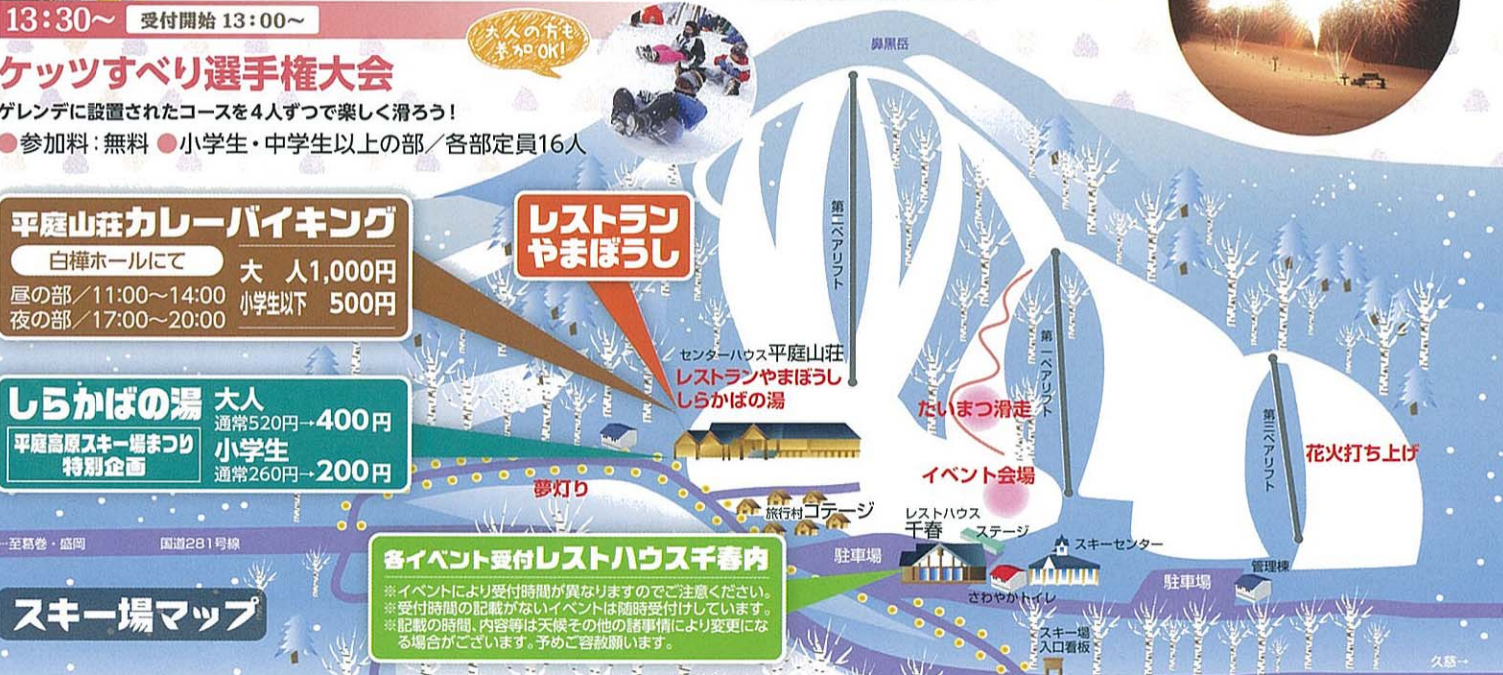 13:30～ 受付開始 13:00～
大人の方も
参加OK!
ケッツすべり選手権大会
ゲレンデに設置されたコースを4人ずつで楽しく滑ろう!
●参加料:無料 ●小学生・中学生以上の部／各部定員16人
平庭山荘カレーバイキング
白樺ホールにて
大 人1,000円
昼の部／11:00～14:00
小学生以下 500円
夜の部／17:00～20:00
レストラン
やまぼうし
しらかばの湯
大人
通常520円→400円
平庭高原スキー場まつり
特別企画
小学生
通常260円→200円
鼻黒岳
第二ペアリフト
第一ペアリフト
第三ペアリフト
センターハウス平庭山荘
レストランやまぼうし
しらかばの湯
たいまつ滑走
イベント会場
花火打ち上げ
夢灯り
旅行村コテージ
レストハウス
千春
ステージ
スキーセンター
駐車場
さわやかトイレ
管理棟
駐車場
←至葛巻・盛岡
国道281号線
各イベント受付レストハウス千春内
※イベントにより受付時間が異なりますのでご注意ください。
※受付時間の記載がないイベントは随時受付けしています。
※記載の時間、内容等は天候その他の諸事情により変更にな
る場合がございます。予めご容赦願います。
スキー場マップ
スキー場
入口看板
久慈→